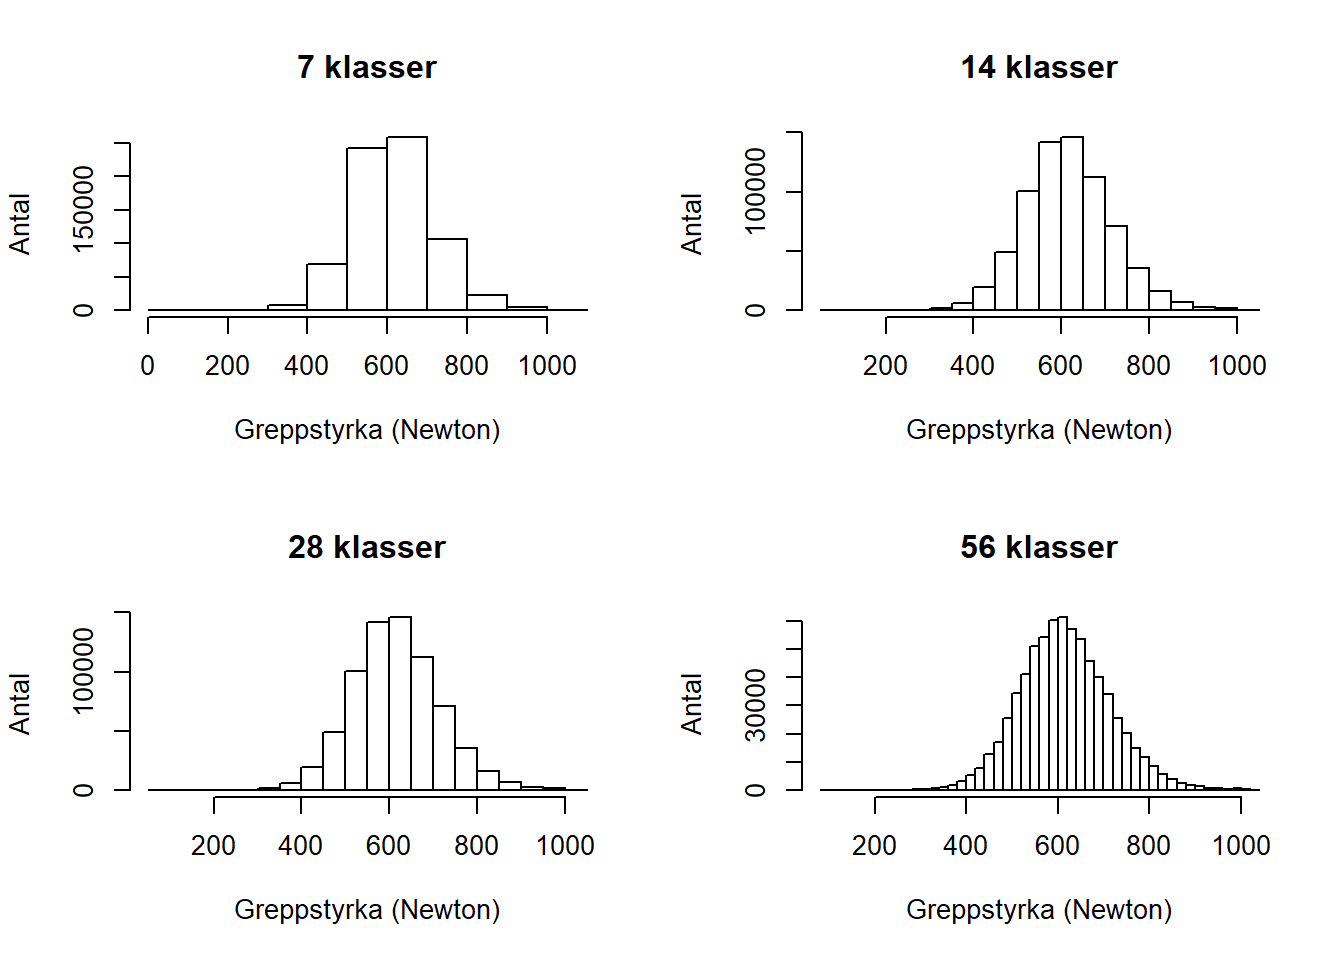 7 klasser
Antal
0
150000
0 200 400 600 800 1000
Greppstyrka (Newton)
14 klasser
Antal
0
100000
200 400 600 800 1000
Greppstyrka (Newton)
28 klasser
Antal
0
100000
200 400 600 800 1000
Greppstyrka (Newton)
56 klasser
Antal
0
30000
200 400 600 800 1000
Greppstyrka (Newton)